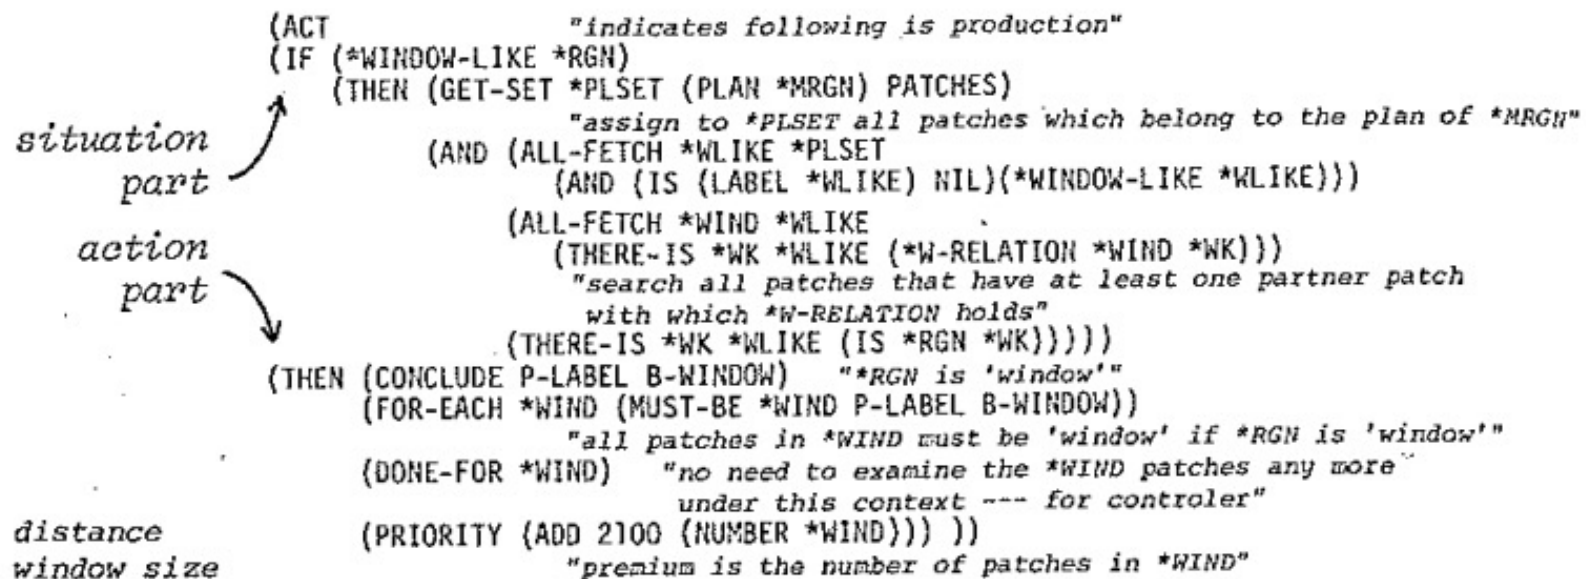 (ACT "indicates following is production"
(IF (*WINDOW-LIKE *RGN)
(THEN (GET-SET *PLSET (PLAN *MRGN) PATCHES)
"assign to *PLSET all patches which belong to the plan of *MRGN"
situation
part
(AND (ALL-FETCH *WLIKE *PLSET
(AND (IS (LABEL *WLIKE) NIL)(*WINDOW-LIKE *WLIKE)))
(ALL-FETCH *WIND *WLIKE
(THERE-IS *WK *WLIKE (*W-RELATION *WIND *WK)))
"search all patches that have at least one partner patch
with which *W-RELATION holds"
(THERE-IS *WK *WLIKE (IS *RGN *WK)))))
action
part
(THEN (CONCLUDE P-LABEL B-WINDOW) "*RGN is 'window'"
(FOR-EACH *WIND (MUST-BE *WIND P-LABEL B-WINDOW))
"all patches in *WIND must be 'window' if *RGN is 'window'"
(DONE-FOR *WIND) "no need to examine the *WIND patches any more
under this context --- for controler"
(PRIORITY (ADD 2100 (NUMBER *WIND))) ))
"premium is the number of patches in *WIND"
distance
window size